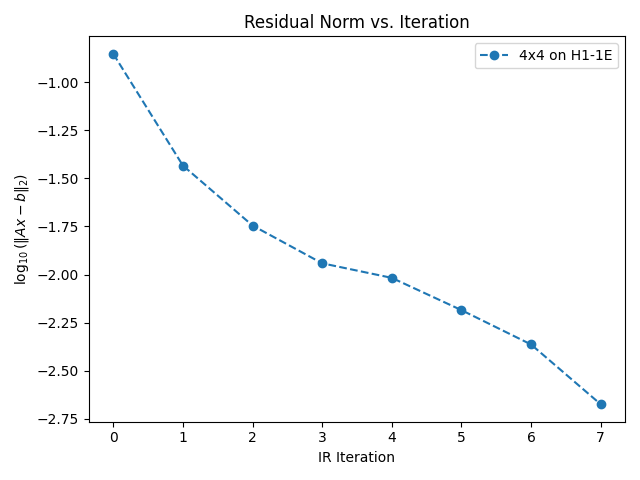 Residual Norm vs. Iteration
4x4 on H1-1E
−1.00
−1.25
−1.50
−1.75
−2.00
−2.25
−2.50
−2.75
log₁₀(‖Ax − b‖₂)
0 1 2 3 4 5 6 7
IR Iteration